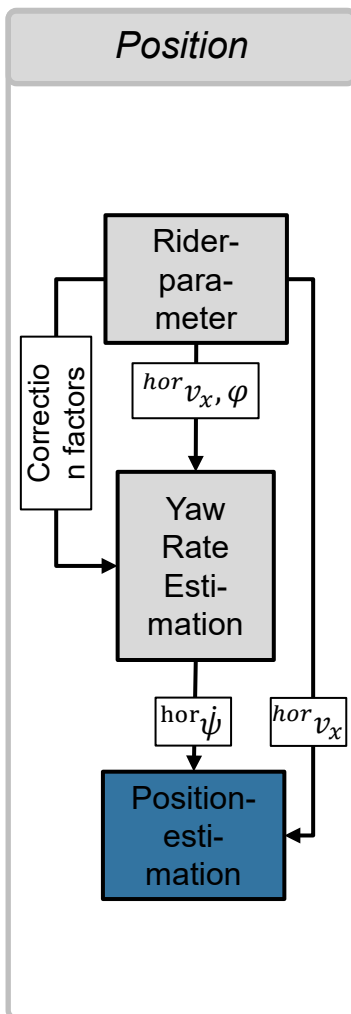 Position
Rider-
para-
meter
Correctio
n factors
ʰᵒʳvₓ, φ
Yaw
Rate
Esti-
mation
ʰᵒʳψ̇
ʰᵒʳvₓ
Position-
esti-
mation